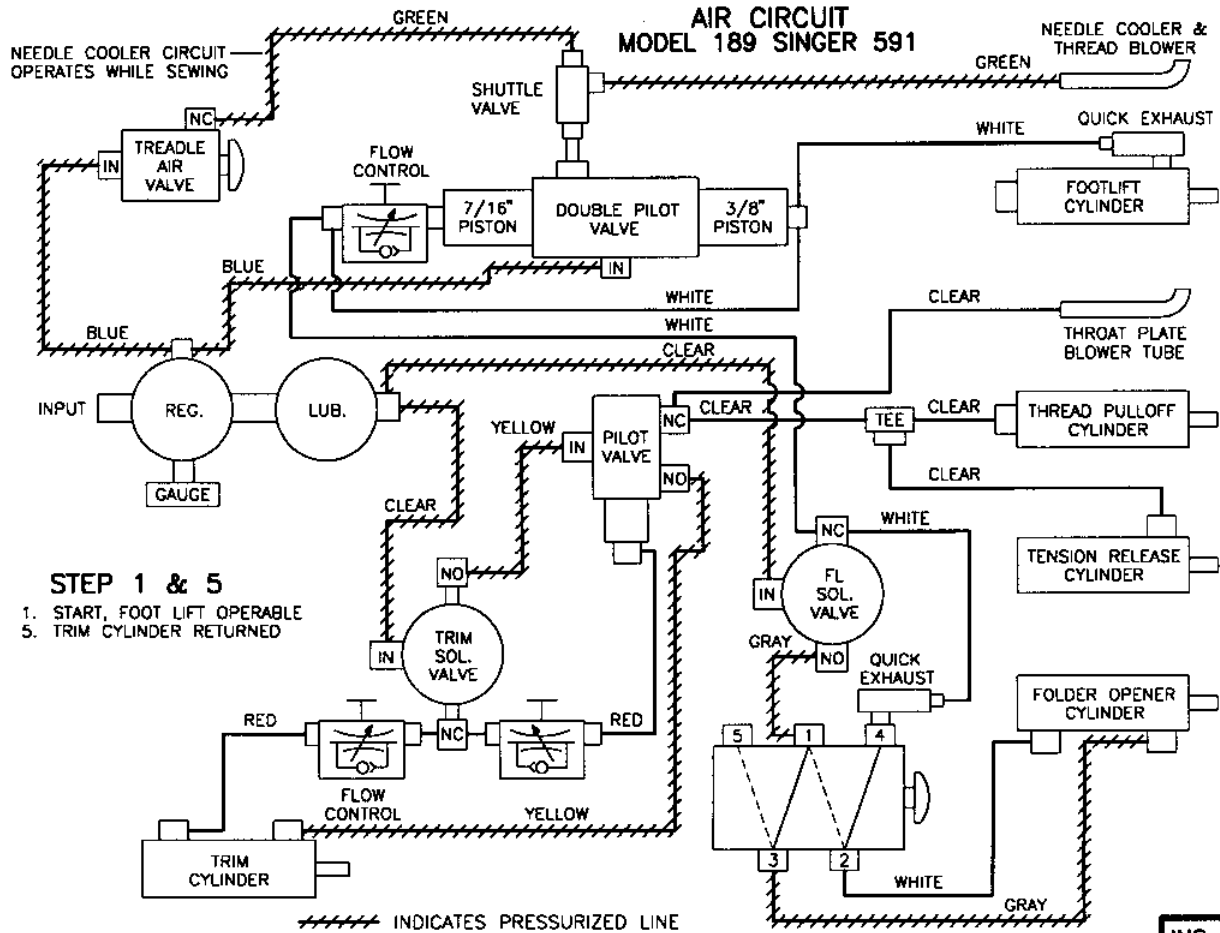 AIR CIRCUIT
MODEL 189 SINGER 591
GREEN
NEEDLE COOLER CIRCUIT
OPERATES WHILE SEWING
NEEDLE COOLER &
THREAD BLOWER
GREEN
SHUTTLE
VALVE
NC
TREADLE
AIR
VALVE
IN
FLOW
CONTROL
WHITE
QUICK EXHAUST
FOOTLIFT
CYLINDER
7/16"
PISTON
DOUBLE PILOT
VALVE
3/8"
PISTON
IN
BLUE
WHITE
CLEAR
BLUE
WHITE
THROAT PLATE
BLOWER TUBE
CLEAR
INPUT
REG.
LUB.
GAUGE
YELLOW
IN
PILOT
VALVE
NC
CLEAR
TEE
CLEAR
THREAD PULLOFF
CYLINDER
NO
CLEAR
CLEAR
NC
WHITE
TENSION RELEASE
CYLINDER
STEP 1 & 5
1. START, FOOT LIFT OPERABLE
5. TRIM CYLINDER RETURNED
NO
IN
TRIM
SOL.
VALVE
NC
IN
FL
SOL.
VALVE
NO
GRAY
QUICK
EXHAUST
FOLDER OPENER
CYLINDER
RED
RED
FLOW
CONTROL
YELLOW
5
1
4
3
2
TRIM
CYLINDER
WHITE
GRAY
INDICATES PRESSURIZED LINE